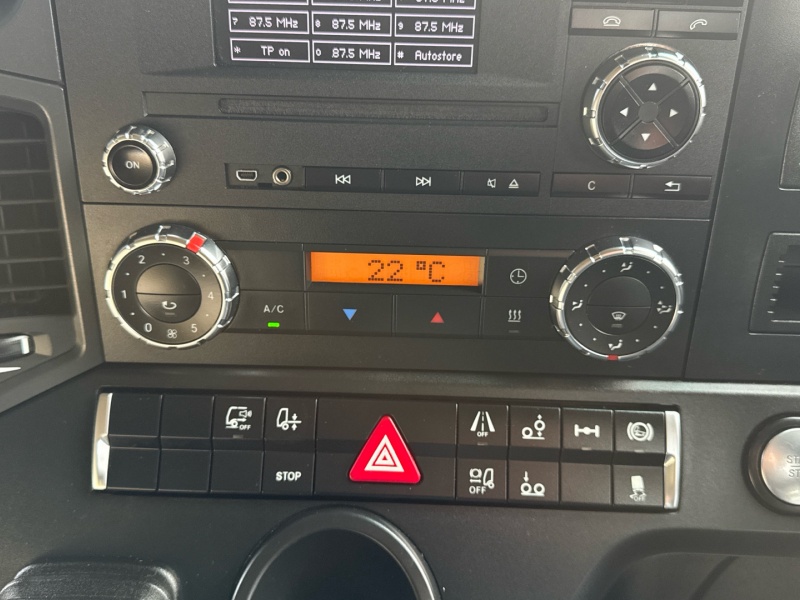 7 87.5 MHz 8 87.5 MHz 9 87.5 MHz
* TP on 0 87.5 MHz # Autostore
ON
C
2 3
1 4
0 5
22 °C
A/C
OFF
OFF
STOP
OFF
OFF